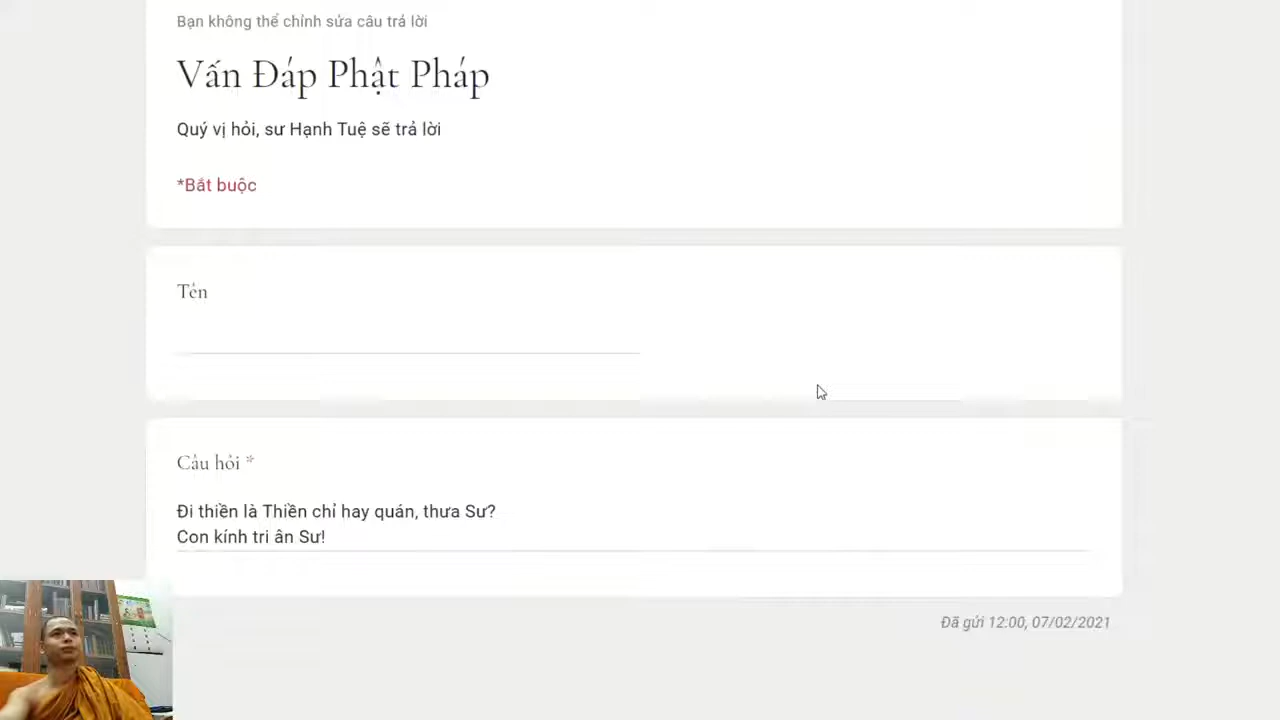 Bạn không thể chỉnh sửa câu trả lời
Vấn Đáp Phật Pháp
Quý vị hỏi, sư Hạnh Tuệ sẽ trả lời
*Bắt buộc
Tên
Câu hỏi *
Đi thiền là Thiền chỉ hay quán, thưa Sư?
Con kính tri ân Sư!
Đã gửi 12:00, 07/02/2021